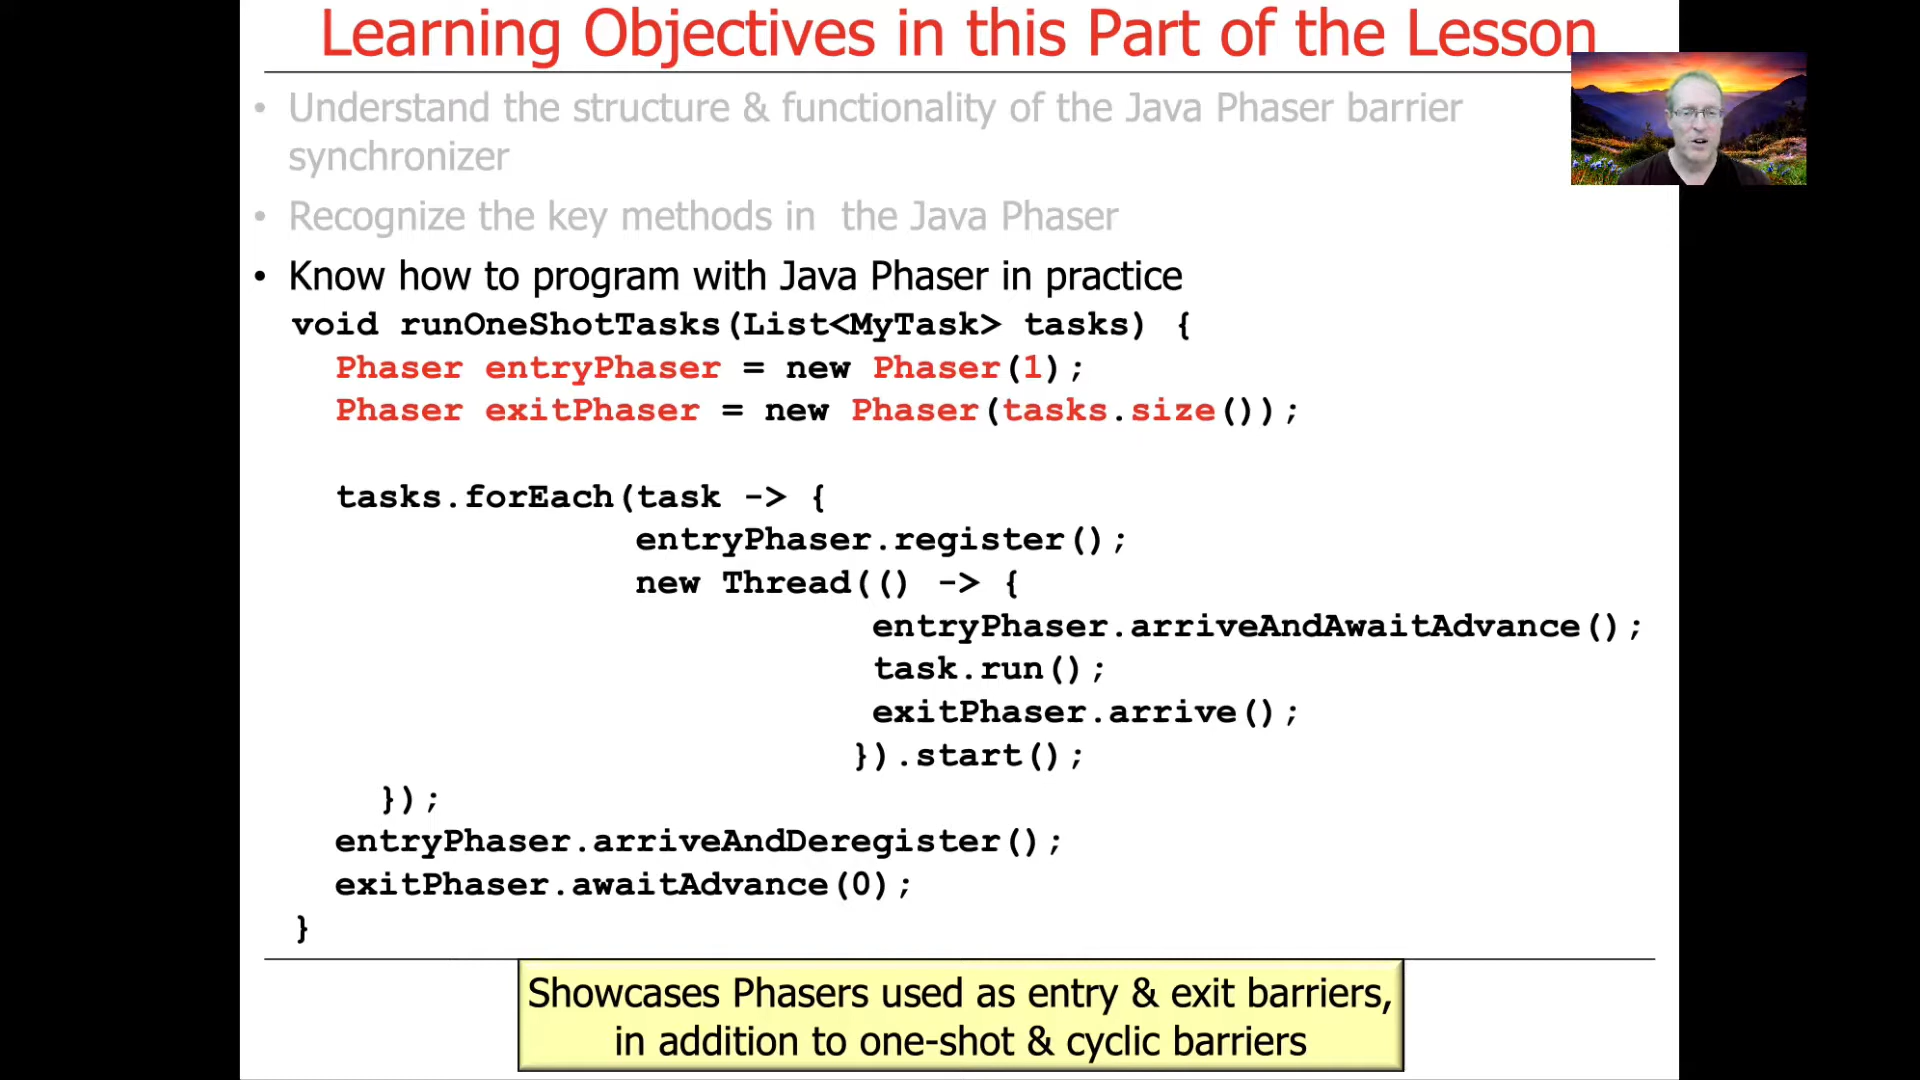 Learning Objectives in this Part of the Lesson
• Understand the structure & functionality of the Java Phaser barrier
synchronizer
• Recognize the key methods in  the Java Phaser
• Know how to program with Java Phaser in practice
void runOneShotTasks(List<MyTask> tasks) {
Phaser entryPhaser = new Phaser(1);
Phaser exitPhaser = new Phaser(tasks.size());
tasks.forEach(task -> {
entryPhaser.register();
new Thread(() -> {
entryPhaser.arriveAndAwaitAdvance();
task.run();
exitPhaser.arrive();
}).start();
});
entryPhaser.arriveAndDeregister();
exitPhaser.awaitAdvance(0);
}
Showcases Phasers used as entry & exit barriers,
in addition to one-shot & cyclic barriers